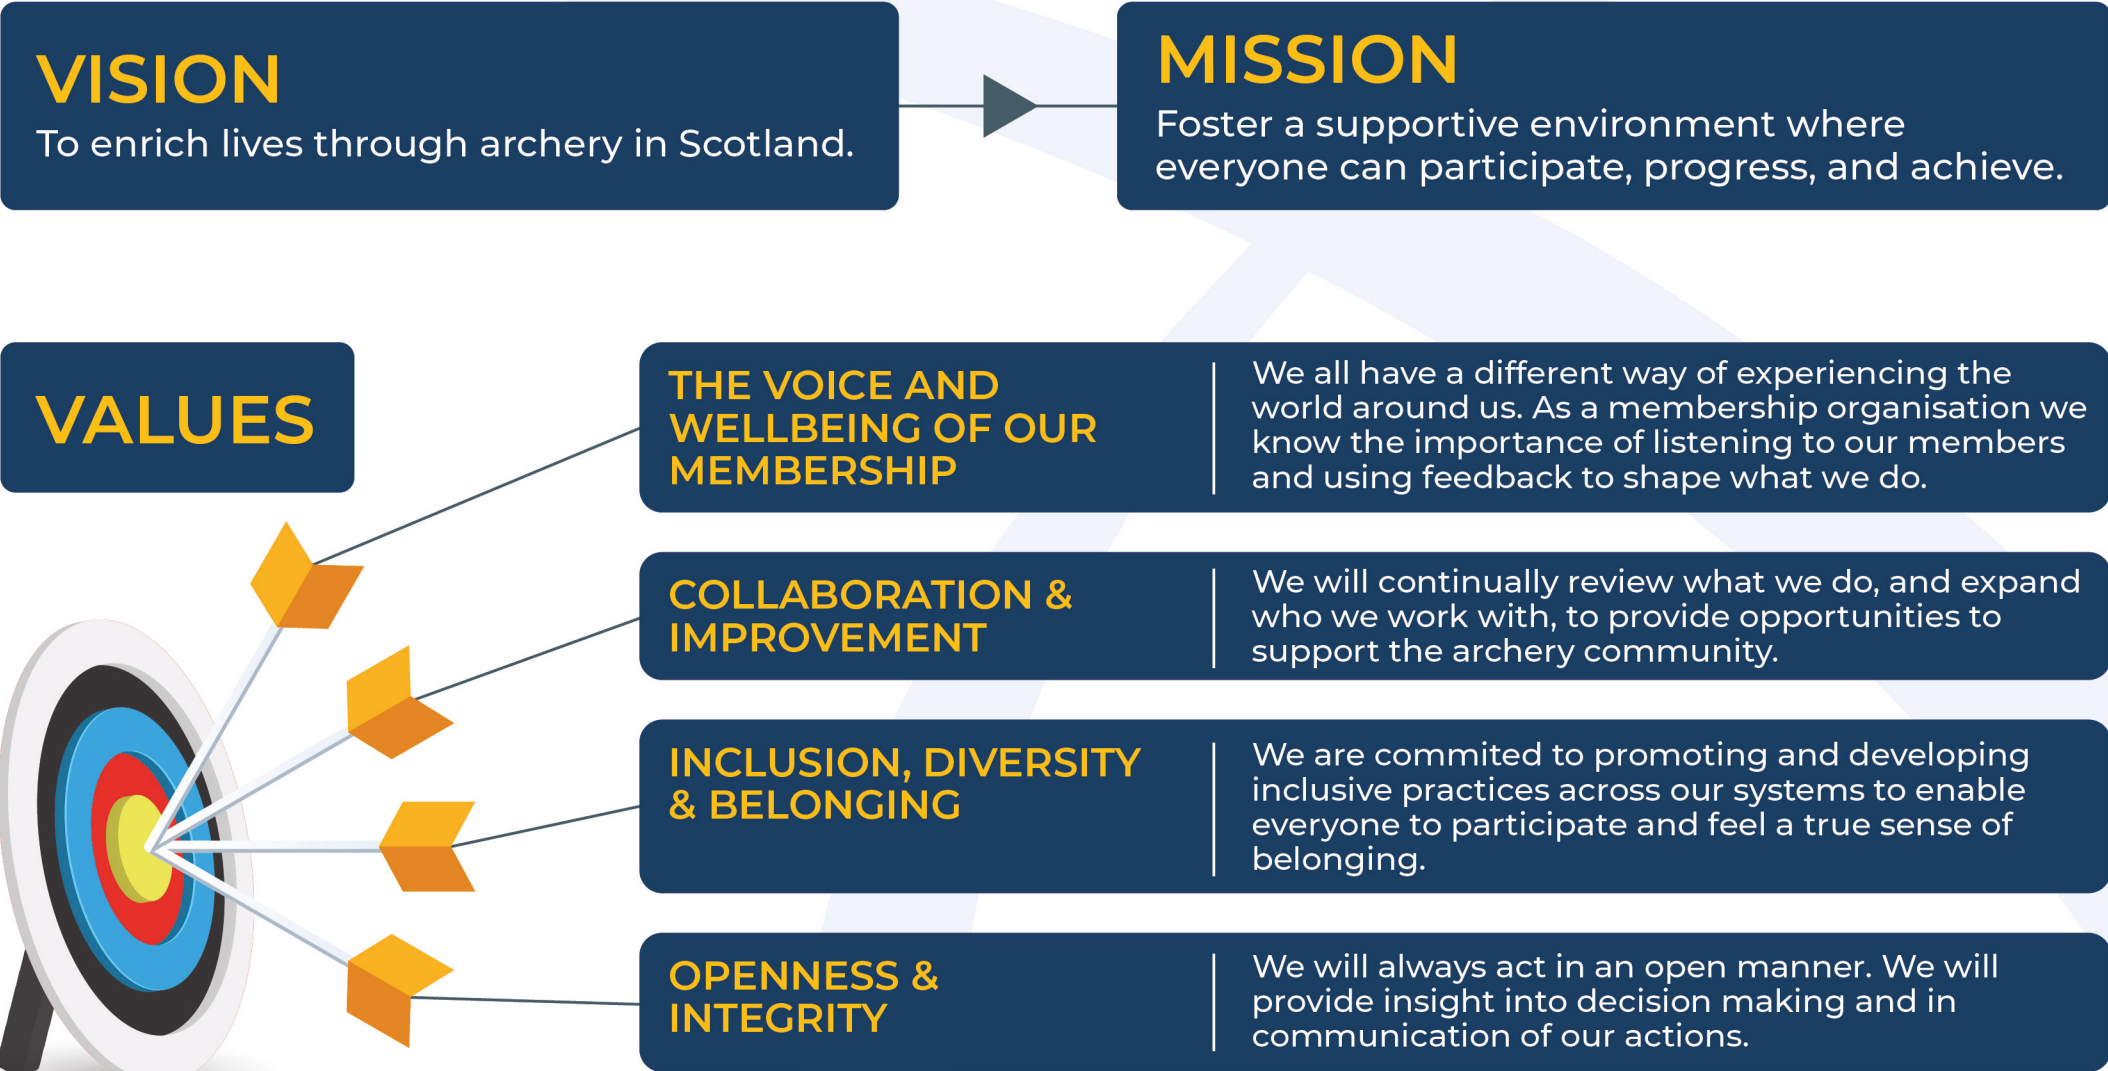 VISION
To enrich lives through archery in Scotland.
MISSION
Foster a supportive environment where
everyone can participate, progress, and achieve.
VALUES
THE VOICE AND
WELLBEING OF OUR
MEMBERSHIP
We all have a different way of experiencing the
world around us. As a membership organisation we
know the importance of listening to our members
and using feedback to shape what we do.
COLLABORATION &
IMPROVEMENT
We will continually review what we do, and expand
who we work with, to provide opportunities to
support the archery community.
INCLUSION, DIVERSITY
& BELONGING
We are commited to promoting and developing
inclusive practices across our systems to enable
everyone to participate and feel a true sense of
belonging.
OPENNESS &
INTEGRITY
We will always act in an open manner. We will
provide insight into decision making and in
communication of our actions.